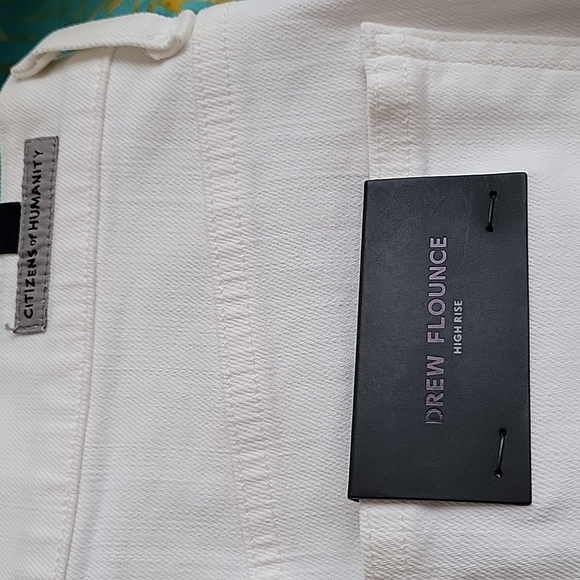 CITIZENS of HUMANITY
DREW FLOUNCE
HIGH RISE